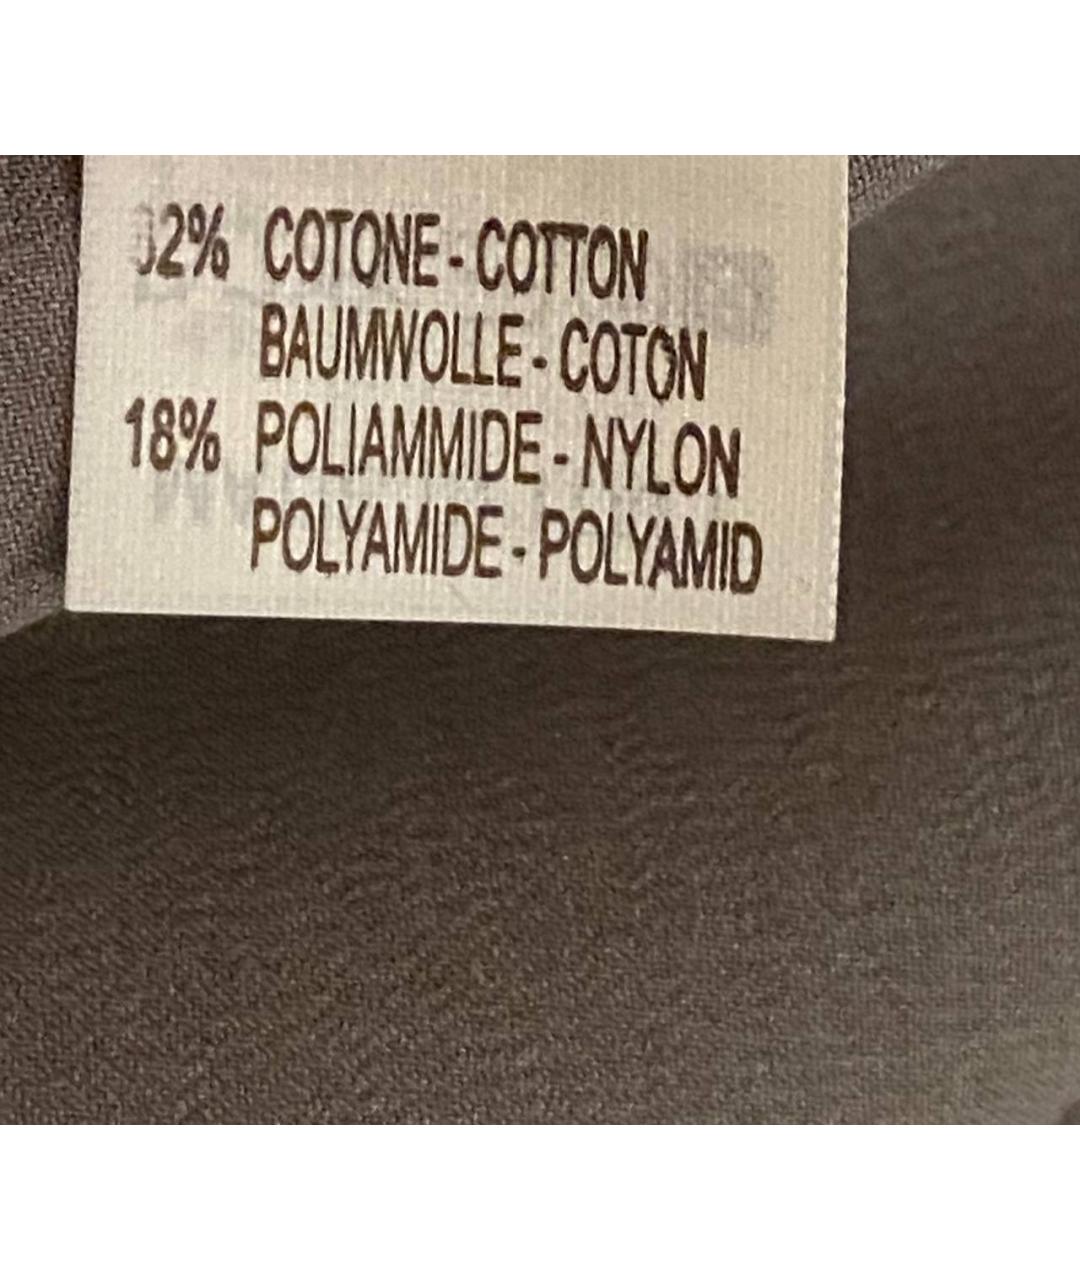 COTONE - COTTON
BAUMWOLLE - COTON
18% POLIAMMIDE - NYLON
POLYAMIDE - POLYAMID